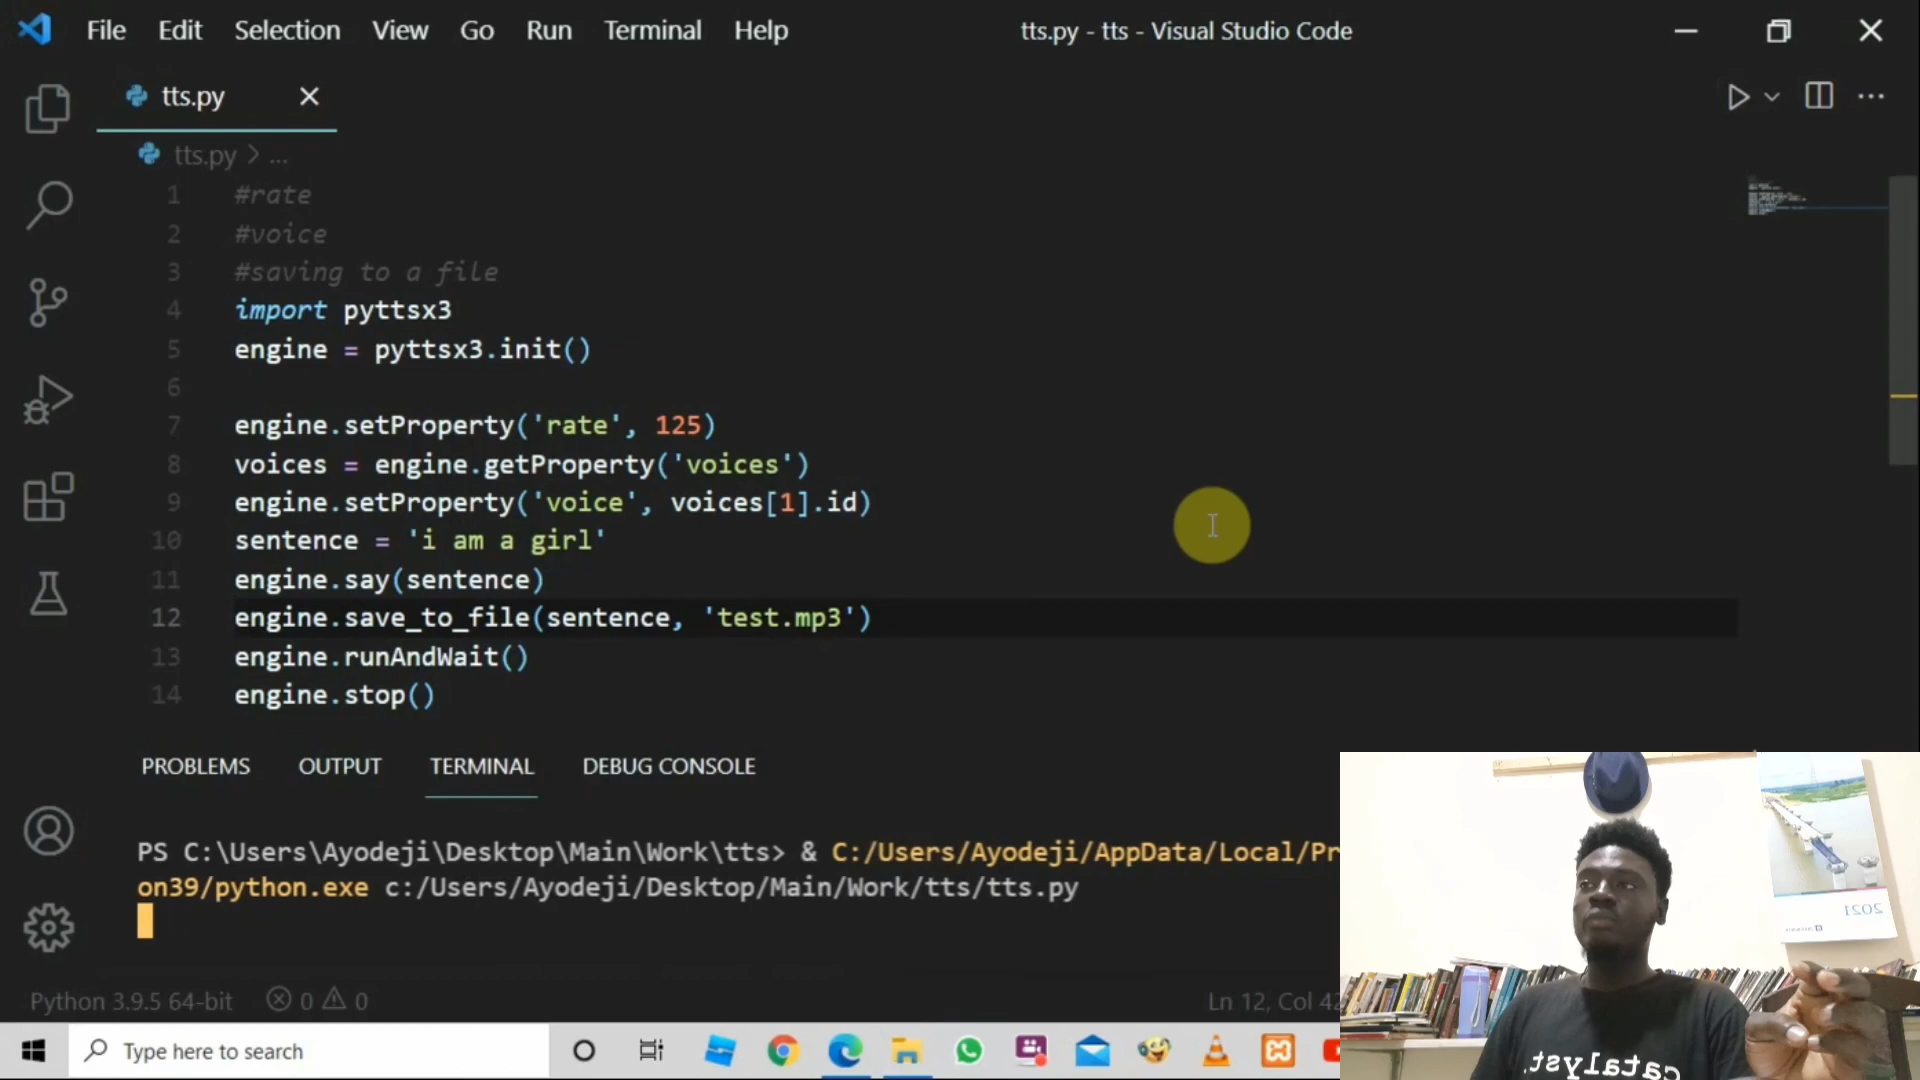 File Edit Selection View Go Run Terminal Help tts.py - tts - Visual Studio Code
tts.py
tts.py > ...
1 #rate
2 #voice
3 #saving to a file
4 import pyttsx3
5 engine = pyttsx3.init()
6
7 engine.setProperty('rate', 125)
8 voices = engine.getProperty('voices')
9 engine.setProperty('voice', voices[1].id)
10 sentence = 'i am a girl'
11 engine.say(sentence)
12 engine.save_to_file(sentence, 'test.mp3')
13 engine.runAndWait()
14 engine.stop()
PROBLEMS OUTPUT TERMINAL DEBUG CONSOLE
PS C:\Users\Ayodeji\Desktop\Main\Work\tts> & C:/Users/Ayodeji/AppData/Local/Pr
on39/python.exe c:/Users/Ayodeji/Desktop/Main/Work/tts/tts.py
2021
Python 3.9.5 64-bit 0 0 Ln 12, Col 42
Type here to search
catalyst.